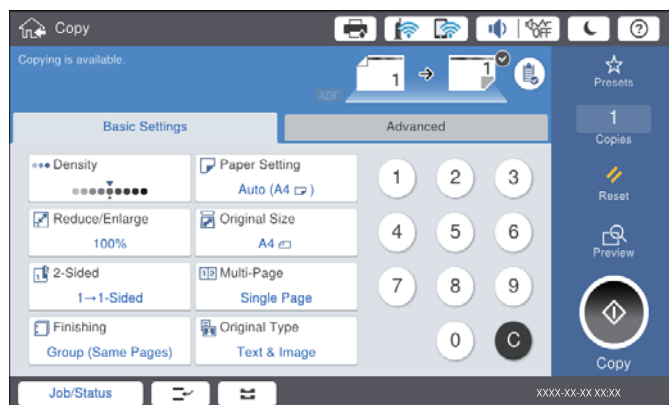 Copy
OFF
?
Copying is available.
ADF
1
1
Presets
Basic Settings
Advanced
1
Copies
Density
Paper Setting
Auto (A4)
1
2
3
Reset
Reduce/Enlarge
100%
Original Size
A4
4
5
6
Preview
2-Sided
1→1-Sided
Multi-Page
Single Page
7
8
9
Finishing
Group (Same Pages)
Original Type
Text & Image
0
C
Copy
Job/Status
XXXX-XX-XX XX:XX